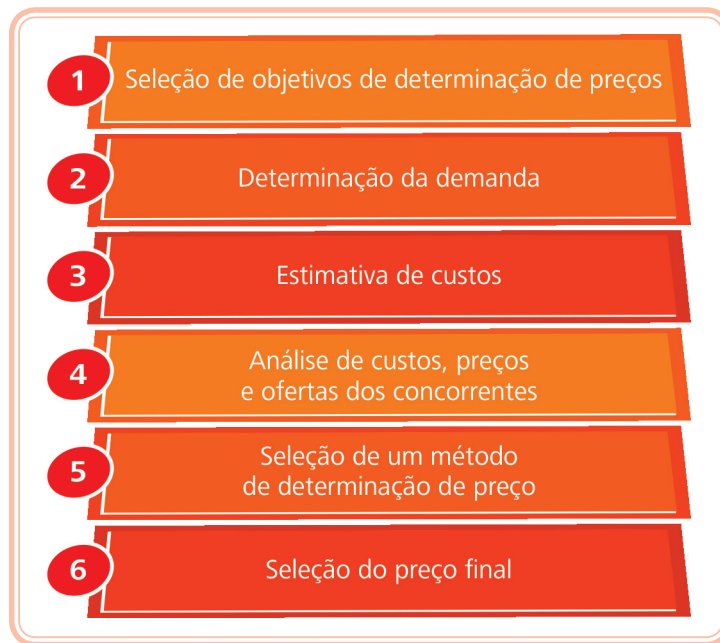 1 Seleção de objetivos de determinação de preços
2 Determinação da demanda
3 Estimativa de custos
4 Análise de custos, preços
e ofertas dos concorrentes
5 Seleção de um método
de determinação de preço
6 Seleção do preço final